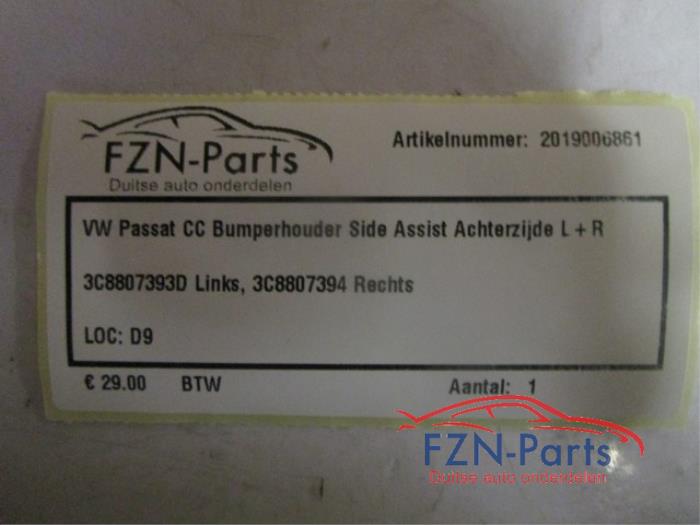 FZN-Parts
Duitse auto onderdelen
Artikelnummer: 2019006861
VW Passat CC Bumperhouder Side Assist Achterzijde L + R
3C8807393D Links, 3C8807394 Rechts
LOC: D9
€ 29.00 BTW Aantal: 1
FZN-Parts
Duitse auto onderdelen